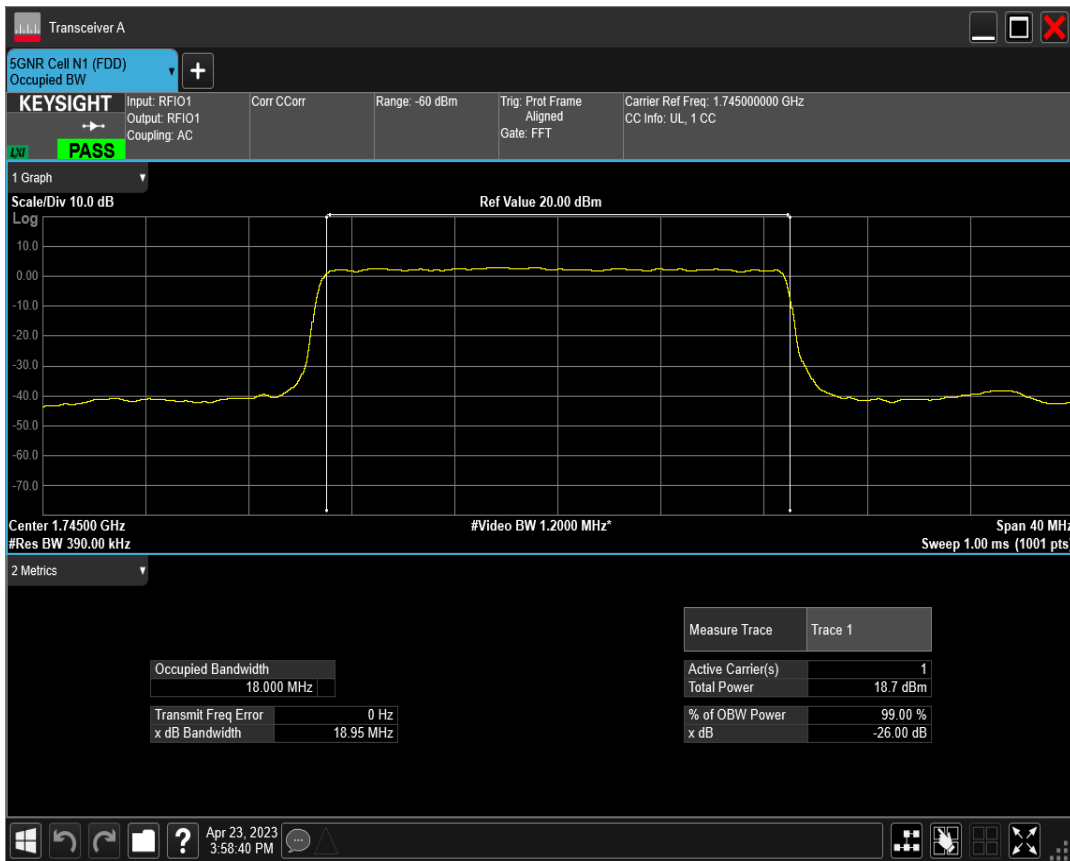 Transceiver A
5GNR Cell N1 (FDD)
Occupied BW
+
KEYSIGHT
LXI
PASS
Input: RFIO1
Output: RFIO1
Coupling: AC
Corr CCorr
Range: -60 dBm
Trig: Prot Frame
Aligned
Gate: FFT
Carrier Ref Freq: 1.745000000 GHz
CC Info: UL, 1 CC
1 Graph
Scale/Div 10.0 dB
Ref Value 20.00 dBm
Log
10.0
0.00
-10.0
-20.0
-30.0
-40.0
-50.0
-60.0
-70.0
Center 1.74500 GHz
#Video BW 1.2000 MHz*
Span 40 MHz
#Res BW 390.00 kHz
Sweep 1.00 ms (1001 pts)
2 Metrics
Measure Trace Trace 1
Occupied Bandwidth
18.000 MHz
Transmit Freq Error 0 Hz
x dB Bandwidth 18.95 MHz
Active Carrier(s) 1
Total Power 18.7 dBm
% of OBW Power 99.00 %
x dB -26.00 dB
?
Apr 23, 2023
3:58:40 PM